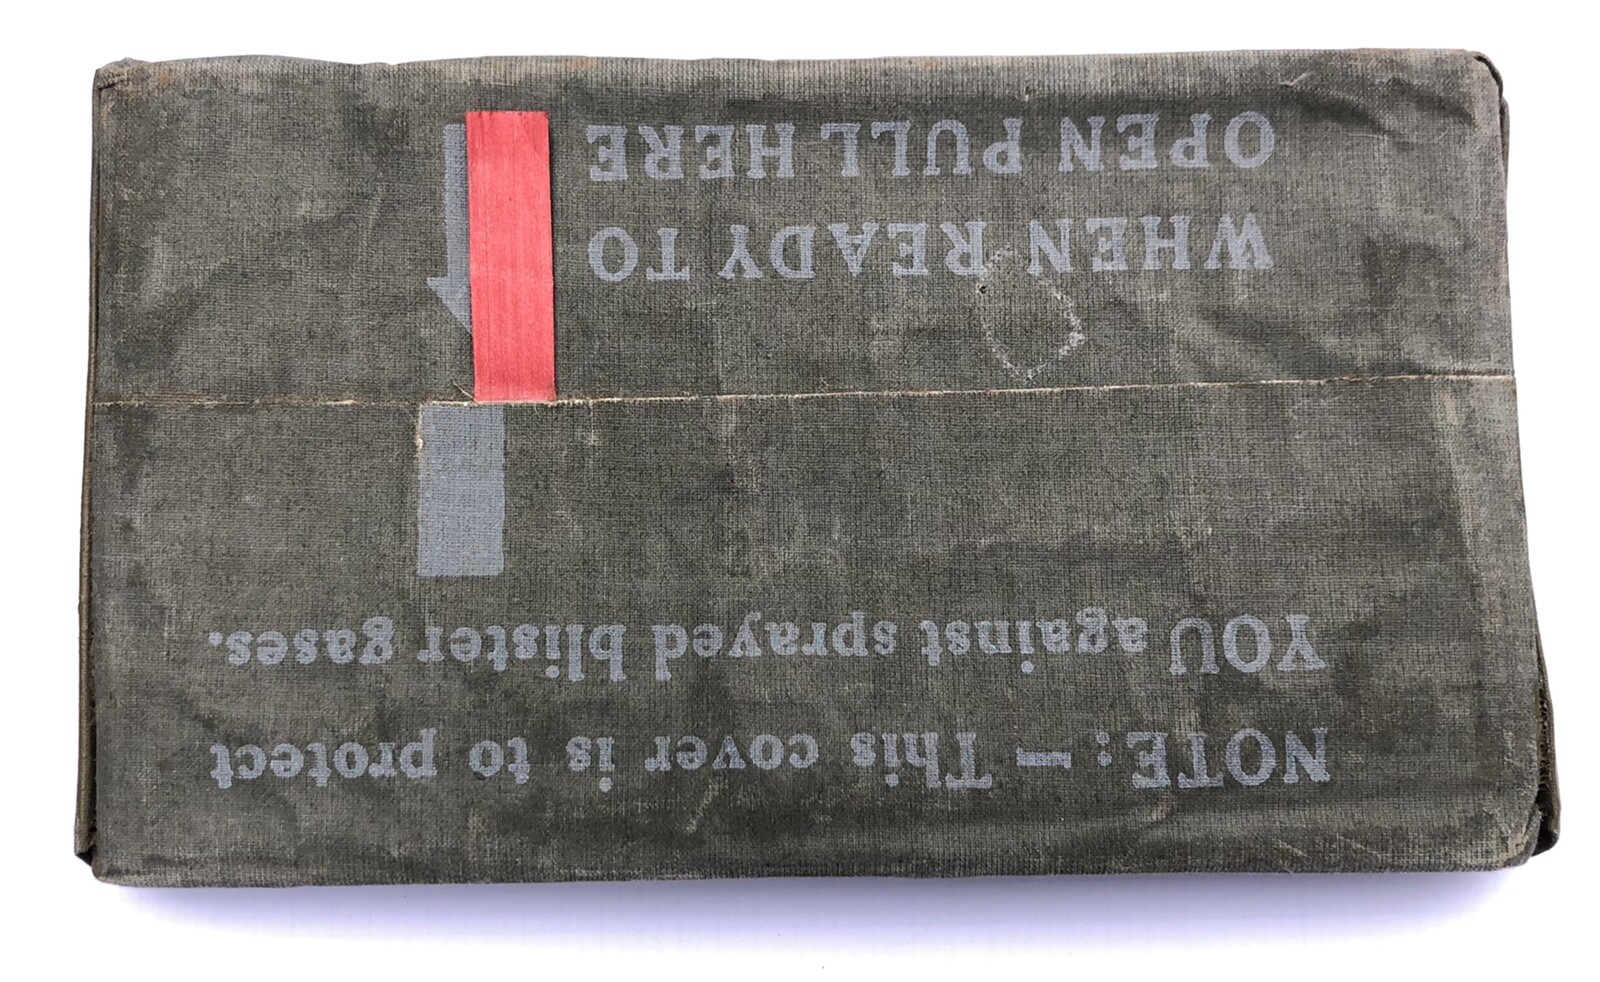 NOTE: — This cover is to protect
YOU against sprayed blister gases.
WHEN READY TO
OPEN PULL HERE